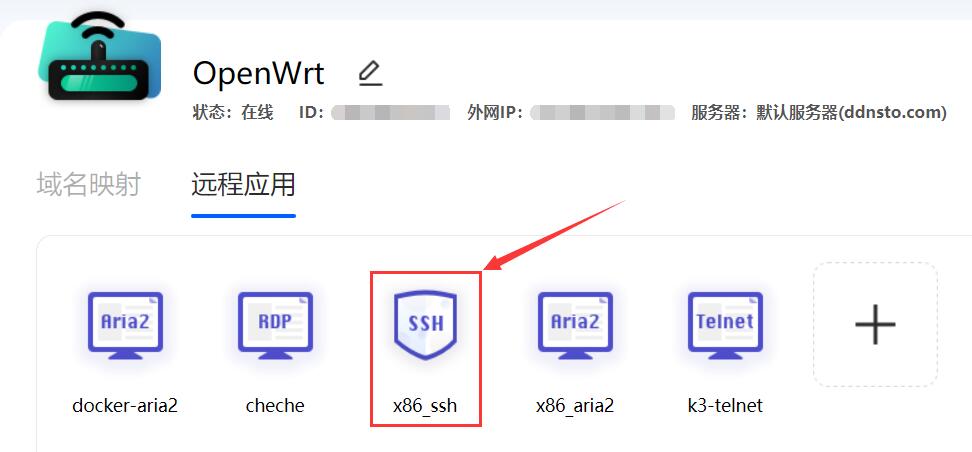 OpenWrt
状态：在线 ID： 外网IP： 服务器：默认服务器(ddnsto.com)
域名映射 远程应用
Aria2 RDP SSH Aria2 Telnet
docker-aria2 cheche x86_ssh x86_aria2 k3-telnet